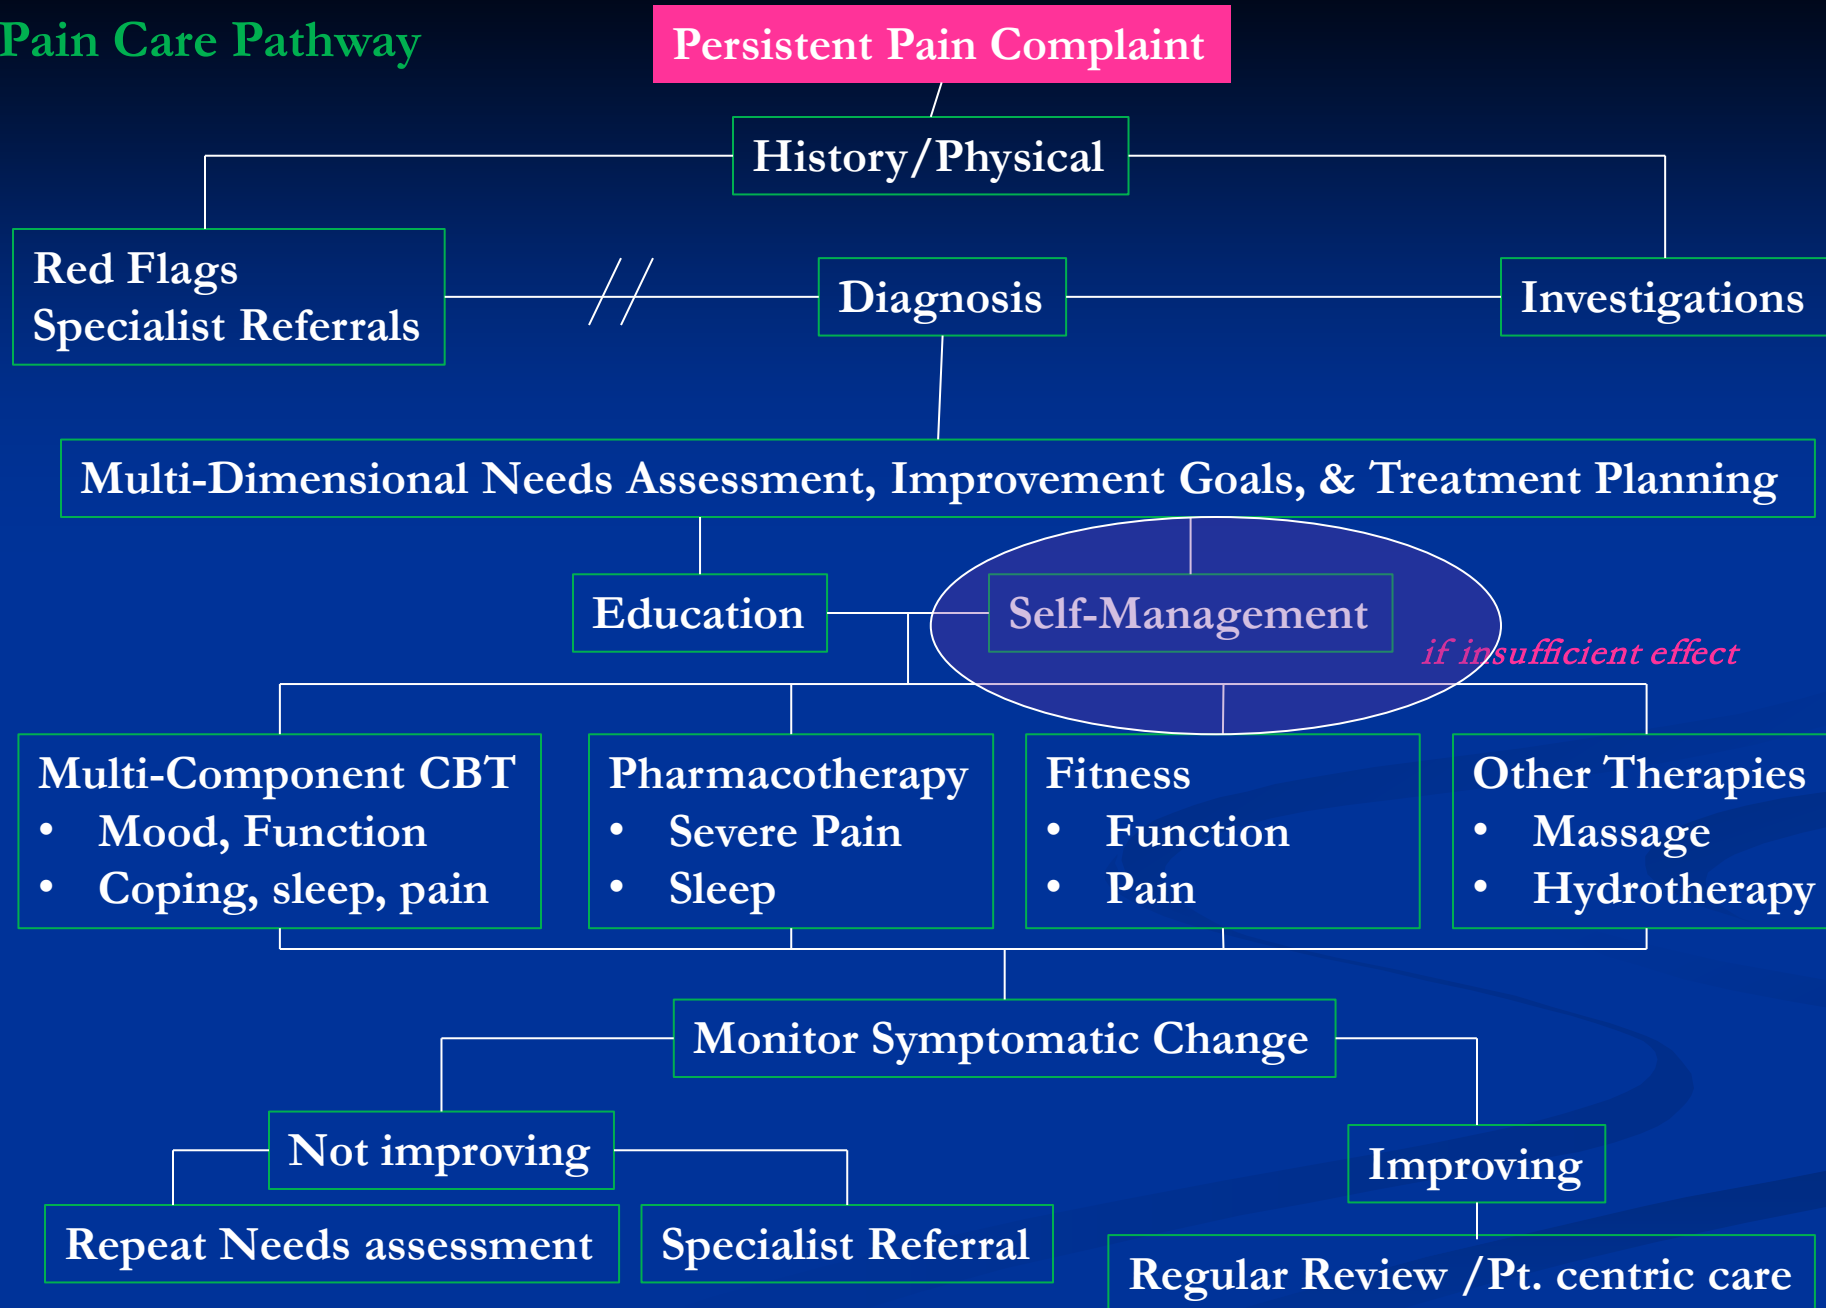 Pain Care Pathway
Persistent Pain Complaint
History/Physical
Red Flags
Specialist Referrals
Diagnosis
Investigations
Multi-Dimensional Needs Assessment, Improvement Goals, & Treatment Planning
Education
Self-Management
if insufficient effect
Multi-Component CBT
• Mood, Function
• Coping, sleep, pain
Pharmacotherapy
• Severe Pain
• Sleep
Fitness
• Function
• Pain
Other Therapies
• Massage
• Hydrotherapy
Monitor Symptomatic Change
Not improving
Improving
Repeat Needs assessment
Specialist Referral
Regular Review /Pt. centric care